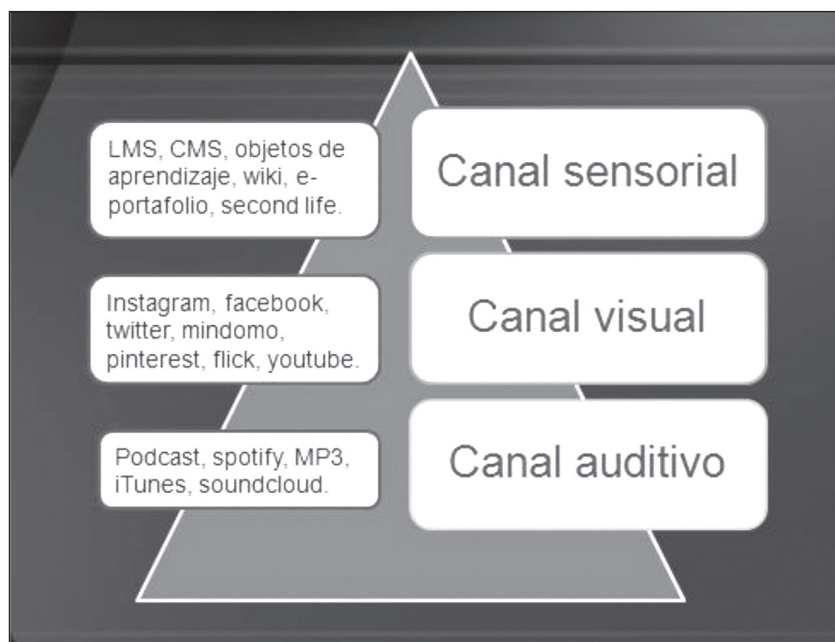 LMS, CMS, objetos de
aprendizaje, wiki, e-
portafolio, second life.
Canal sensorial
Instagram, facebook,
twitter, mindomo,
pinterest, flick, youtube.
Canal visual
Podcast, spotify, MP3,
iTunes, soundcloud.
Canal auditivo